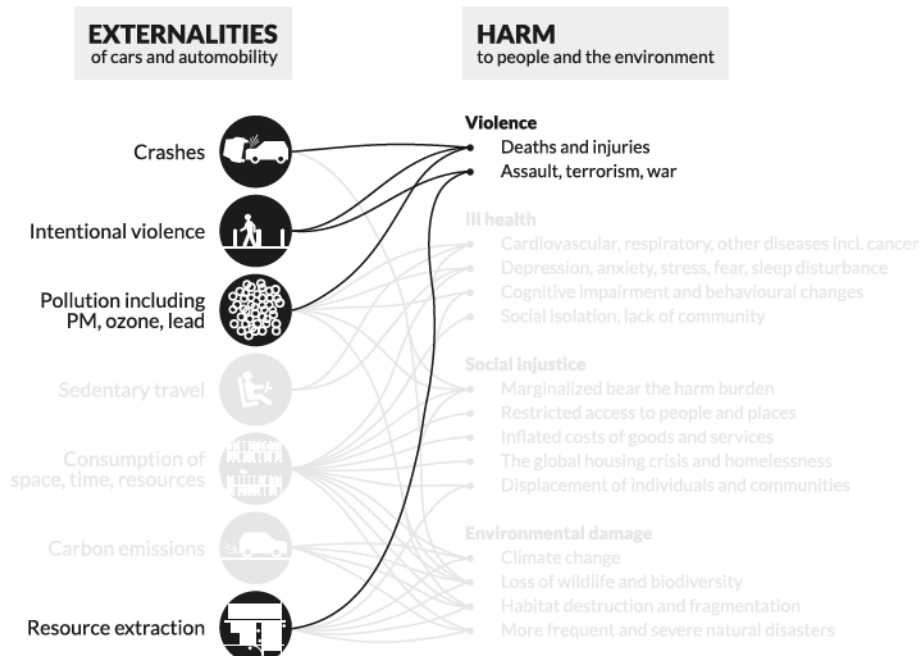 EXTERNALITIES
of cars and automobility
HARM
to people and the environment
Crashes
Intentional violence
Pollution including
PM, ozone, lead
Sedentary travel
Consumption of
space, time, resources
Carbon emissions
Resource extraction
Violence
Deaths and injuries
Assault, terrorism, war
Ill health
Cardiovascular, respiratory, other diseases incl. cancer
Depression, anxiety, stress, fear, sleep disturbance
Cognitive impairment and behavioural changes
Social isolation, lack of community
Social injustice
Marginalized bear the harm burden
Restricted access to people and places
Inflated costs of goods and services
The global housing crisis and homelessness
Displacement of individuals and communities
Environmental damage
Climate change
Loss of wildlife and biodiversity
Habitat destruction and fragmentation
More frequent and severe natural disasters